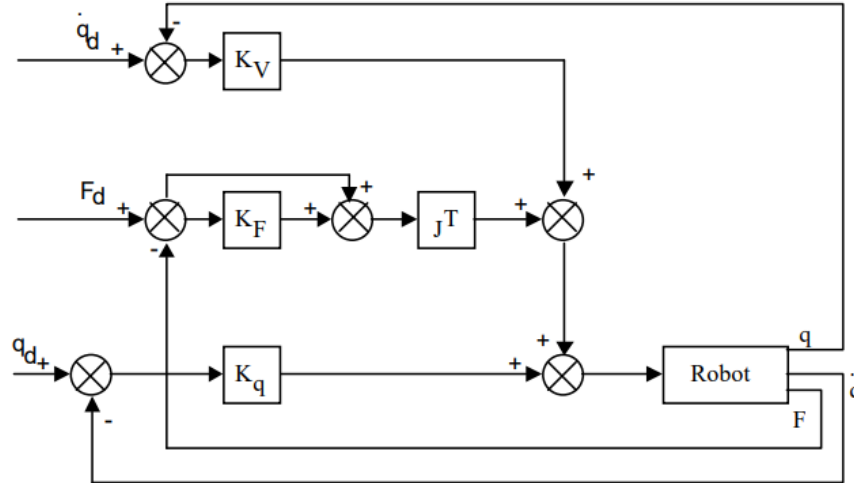 q̇d + -
KV
+
Fd + - KF + + JT + +
qd+ - Kq + + Robot
q
q̇
F